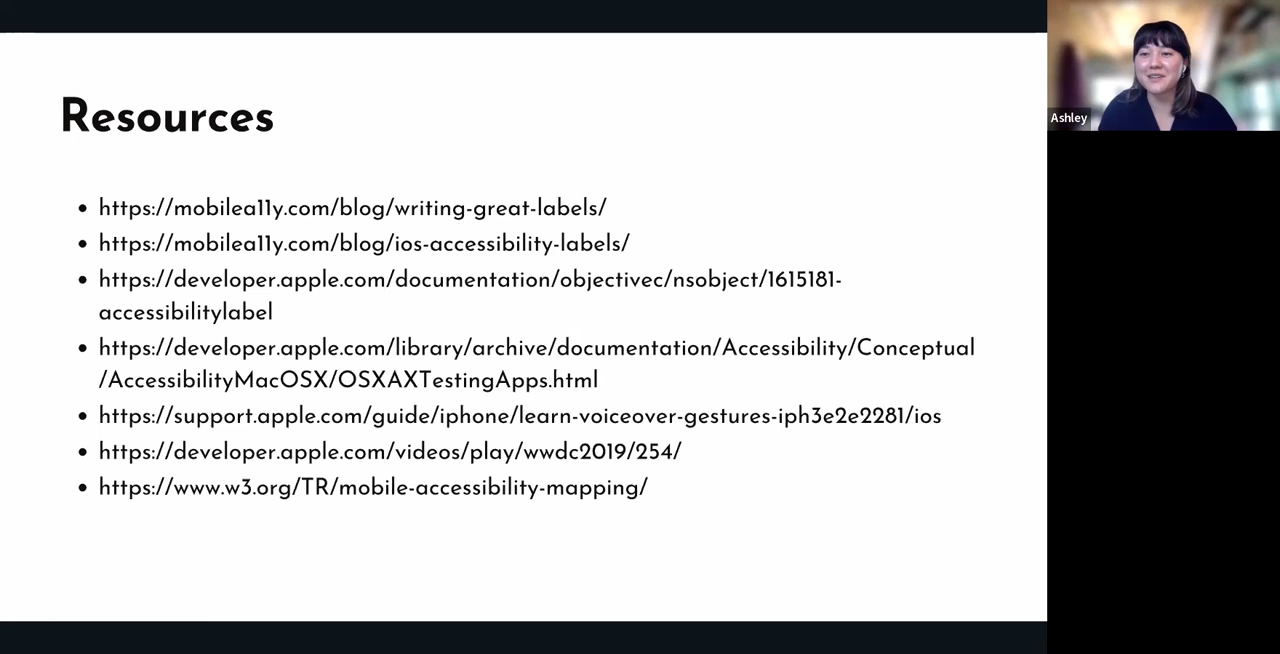 Resources
https://mobilea11y.com/blog/writing-great-labels/
https://mobilea11y.com/blog/ios-accessibility-labels/
https://developer.apple.com/documentation/objectivec/nsobject/1615181-
accessibilitylabel
https://developer.apple.com/library/archive/documentation/Accessibility/Conceptual
/AccessibilityMacOSX/OSXAXTestingApps.html
https://support.apple.com/guide/iphone/learn-voiceover-gestures-iph3e2e2281/ios
https://developer.apple.com/videos/play/wwdc2019/254/
https://www.w3.org/TR/mobile-accessibility-mapping/
Ashley